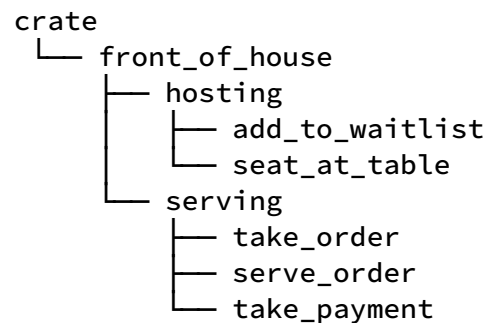 crate
└── front_of_house
    ├── hosting
    │   ├── add_to_waitlist
    │   └── seat_at_table
    └── serving
        ├── take_order
        ├── serve_order
        └── take_payment